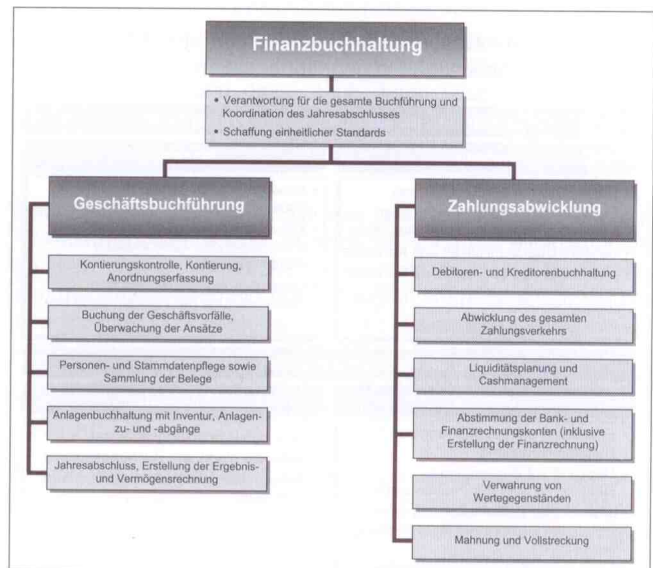 Finanzbuchhaltung
▪ Verantwortung für die gesamte Buchführung und
Koordination des Jahresabschlusses
▪ Schaffung einheitlicher Standards
Geschäftsbuchführung
Kontierungskontrolle, Kontierung,
Anordnungserfassung
Buchung der Geschäftsvorfälle,
Überwachung der Ansätze
Personen- und Stammdatenpflege sowie
Sammlung der Belege
Anlagenbuchhaltung mit Inventur, Anlagen-
zu- und -abgänge
Jahresabschluss, Erstellung der Ergebnis-
und Vermögensrechnung
Zahlungsabwicklung
Debitoren- und Kreditorenbuchhaltung
Abwicklung des gesamten
Zahlungsverkehrs
Liquiditätsplanung und
Cashmanagement
Abstimmung der Bank- und
Finanzrechnungskonten (inklusive
Erstellung der Finanzrechnung)
Verwahrung von
Wertegegenständen
Mahnung und Vollstreckung